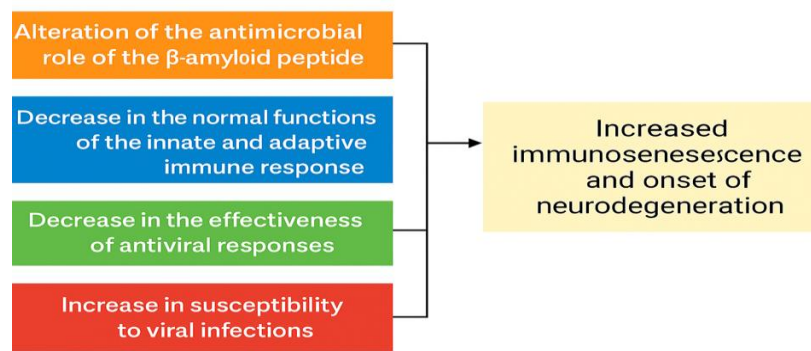 Alteration of the antimicrobial
role of the β-amyloid peptide
Decrease in the normal functions
of the innate and adaptive
immune response
Decrease in the effectiveness
of antiviral responses
Increase in susceptibility
to viral infections
Increased
immunosenesescence
and onset of
neurodegeneration